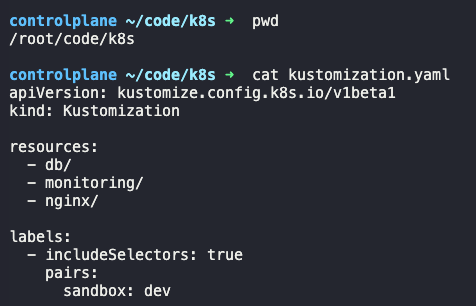 controlplane ~/code/k8s ➜  pwd
/root/code/k8s

controlplane ~/code/k8s ➜  cat kustomization.yaml
apiVersion: kustomize.config.k8s.io/v1beta1
kind: Kustomization

resources:
  - db/
  - monitoring/
  - nginx/

labels:
  - includeSelectors: true
    pairs:
      sandbox: dev